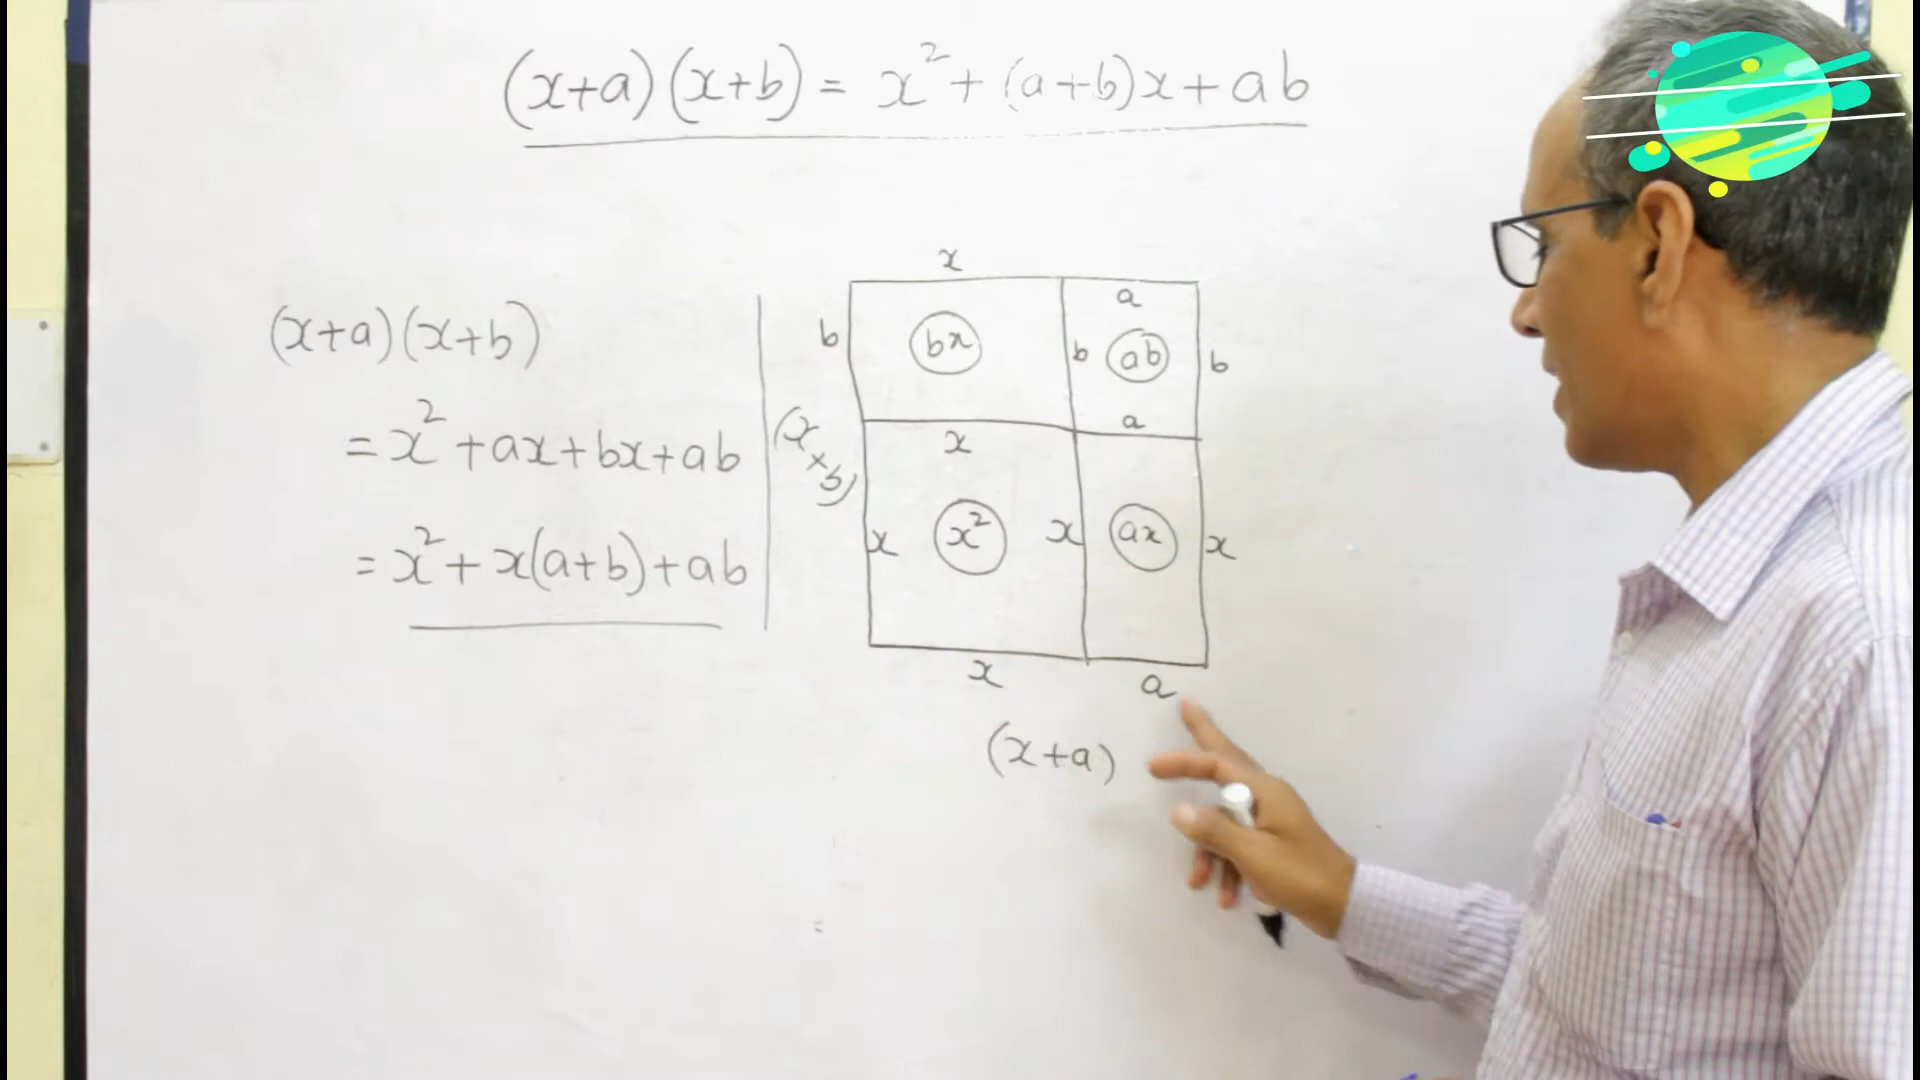 (x+a)(x+b) = x² + (a+b)x + ab
(x+a)(x+b)
= x² + ax + bx + ab
= x² + x(a+b) + ab
x
a
b
bx
b
ab
b
x
a
x
x²
x
ax
x
x
a
(x+a)